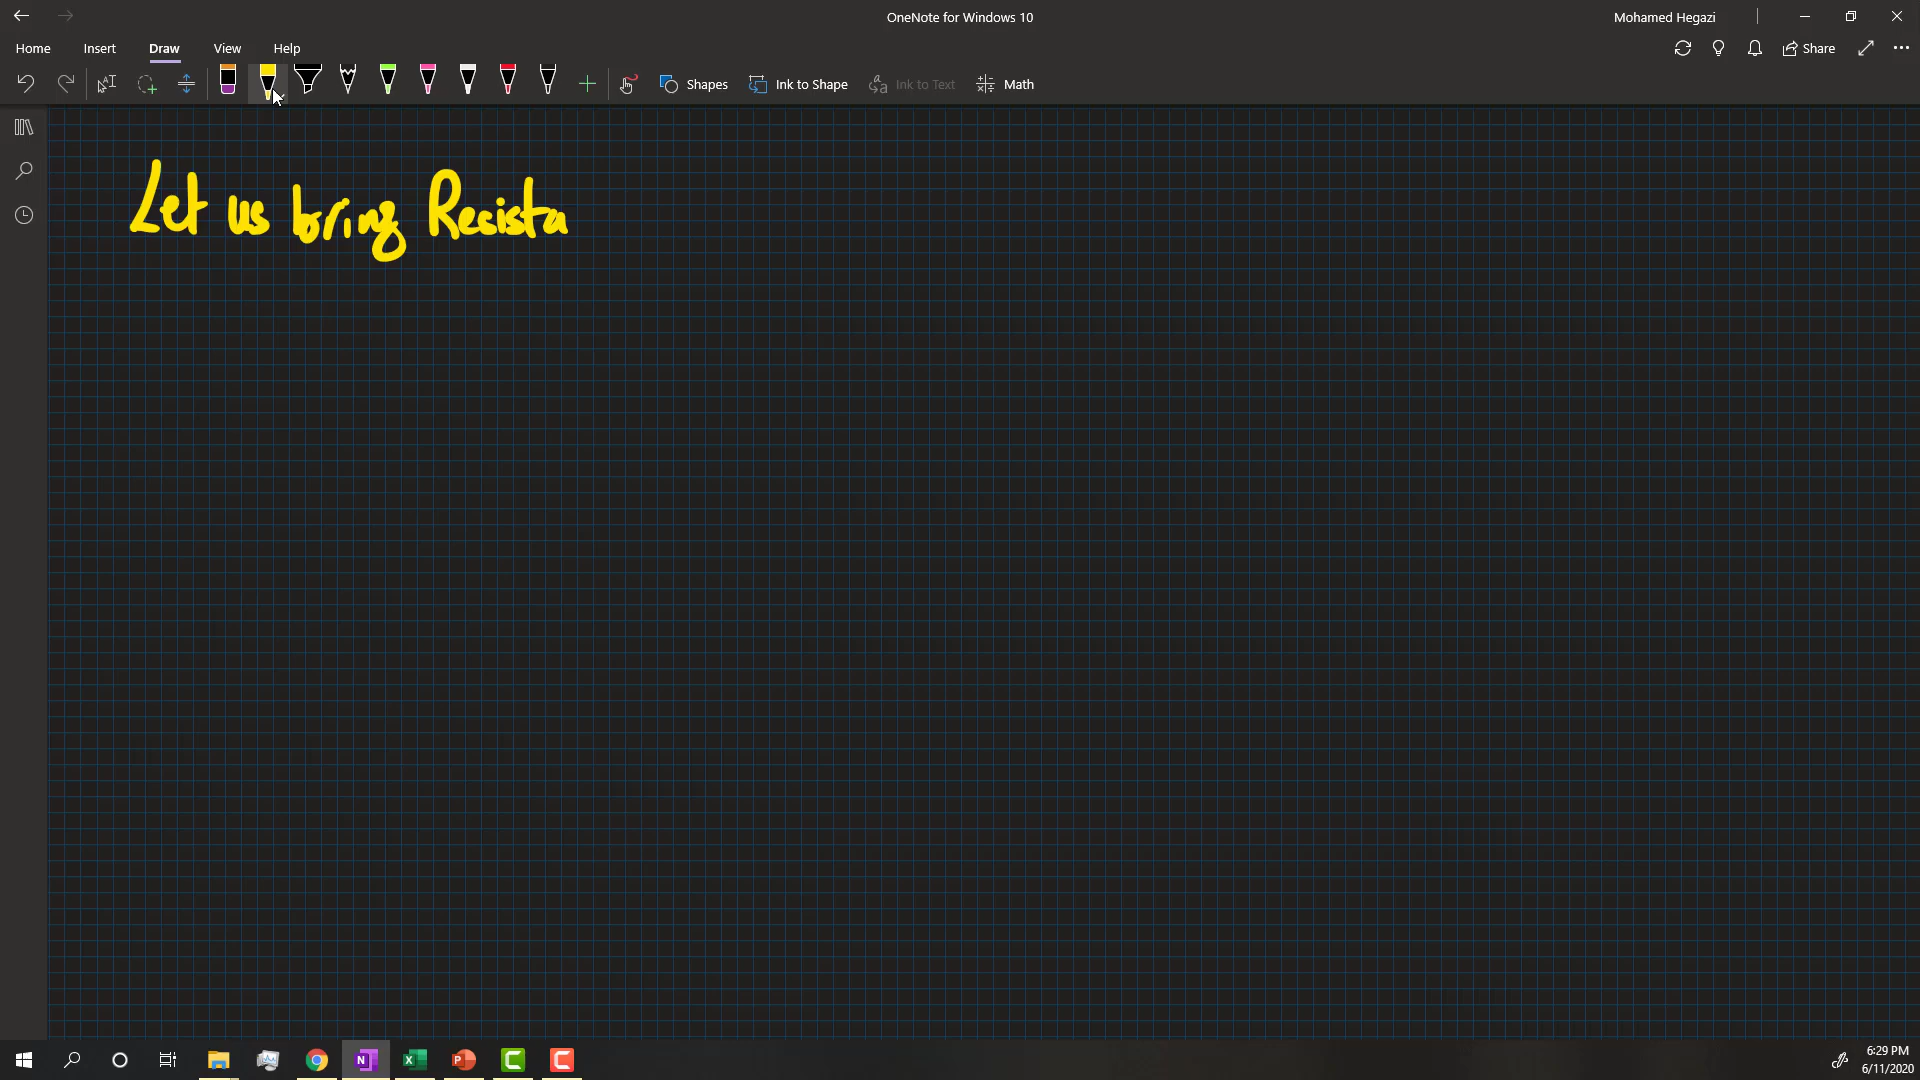 OneNote for Windows 10
Mohamed Hegazi
Home Insert Draw View Help
Share
Shapes Ink to Shape Ink to Text Math
Let us bring Resista
6:29 PM
6/11/2020